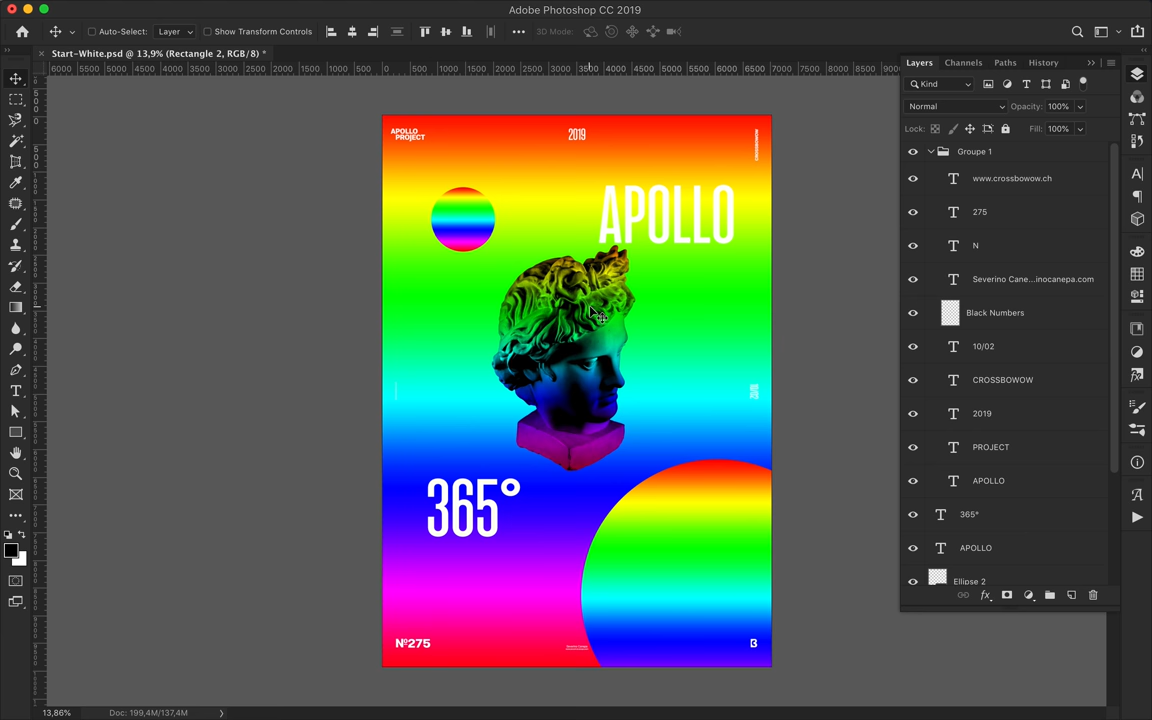 Adobe Photoshop CC 2019
Auto-Select:
Layer
Show Transform Controls
3D Mode:
Start-White.psd @ 13,9% (Rectangle 2, RGB/8) *
6000 5500 5000 4500 4000 3500 3000 2500 2000 1500 1000 500 0 500 1000 1500 2000 2500 3000 3500 4000 4500 5000 5500 6000 6500 7000 7500 8000 8500 9000
Layers
Channels
Paths
History
Kind
Normal
Opacity: 100%
Lock:
Fill: 100%
Groupe 1
www.crossbowow.ch
275
N
Severino Cane...inocanepa.com
Black Numbers
10/02
CROSSBOWOW
2019
PROJECT
APOLLO
365°
APOLLO
Ellipse 2
APOLLO
PROJECT
2019
APOLLO
365°
Nº275
13,86%
Doc: 199,4M/137,4M